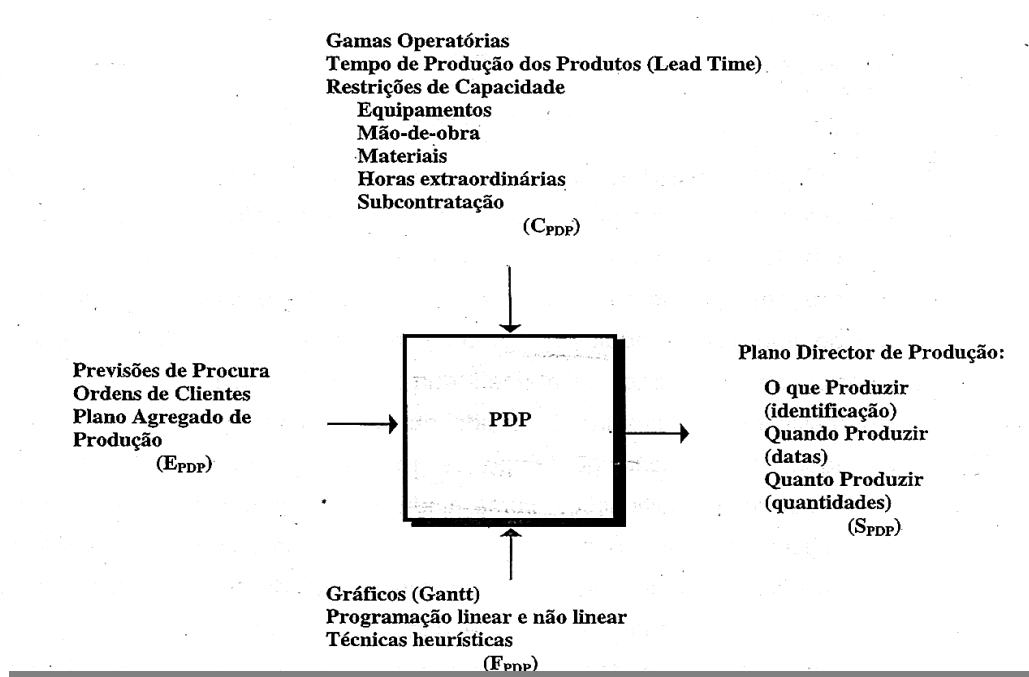 Gamas Operatórias
Tempo de Produção dos Produtos (Lead Time)
Restrições de Capacidade
Equipamentos
Mão-de-obra
Materiais
Horas extraordinárias
Subcontratação
(CPDP)
Previsões de Procura
Ordens de Clientes
Plano Agregado de
Produção
(EPDP)
PDP
Plano Director de Produção:
O que Produzir
(identificação)
Quando Produzir
(datas)
Quanto Produzir
(quantidades)
(SPDP)
Gráficos (Gantt)
Programação linear e não linear
Técnicas heurísticas
(FPDP)